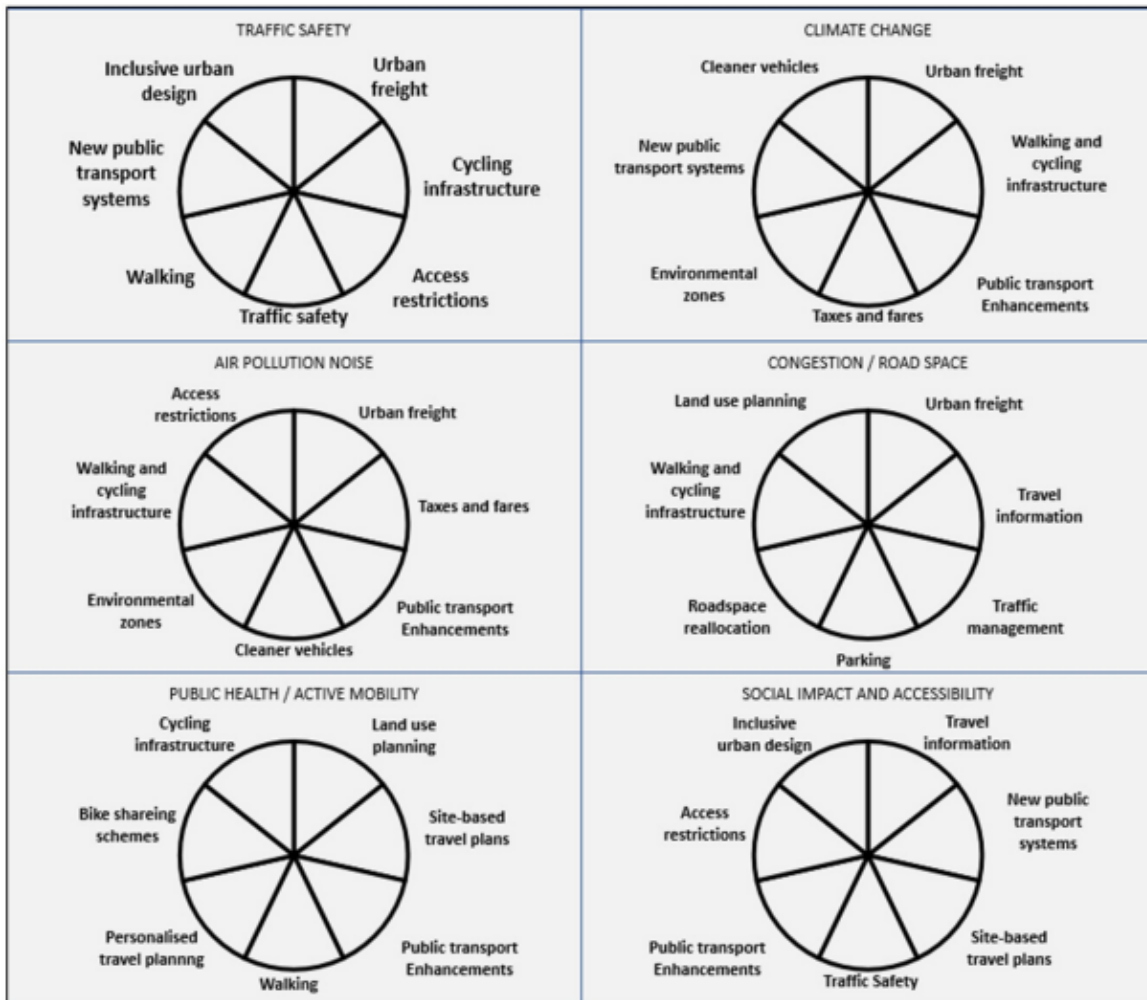 TRAFFIC SAFETY
Inclusive urban
design
Urban
freight
New public
transport
systems
Cycling
infrastructure
Walking
Access
restrictions
Traffic safety
CLIMATE CHANGE
Cleaner vehicles
Urban freight
New public
transport systems
Walking and
cycling
infrastructure
Environmental
zones
Public transport
Enhancements
Taxes and fares
AIR POLLUTION NOISE
Access
restrictions
Urban freight
Walking and
cycling
infrastructure
Taxes and fares
Environmental
zones
Public transport
Enhancements
Cleaner vehicles
CONGESTION / ROAD SPACE
Land use planning
Urban freight
Walking and
cycling
infrastructure
Travel
information
Roadspace
reallocation
Traffic
management
Parking
PUBLIC HEALTH / ACTIVE MOBILITY
Cycling
infrastructure
Land use
planning
Bike shareing
schemes
Site-based
travel plans
Personalised
travel plannng
Public transport
Enhancements
Walking
SOCIAL IMPACT AND ACCESSIBILITY
Inclusive
urban design
Travel
information
Access
restrictions
New public
transport
systems
Public transport
Enhancements
Site-based
travel plans
Traffic Safety